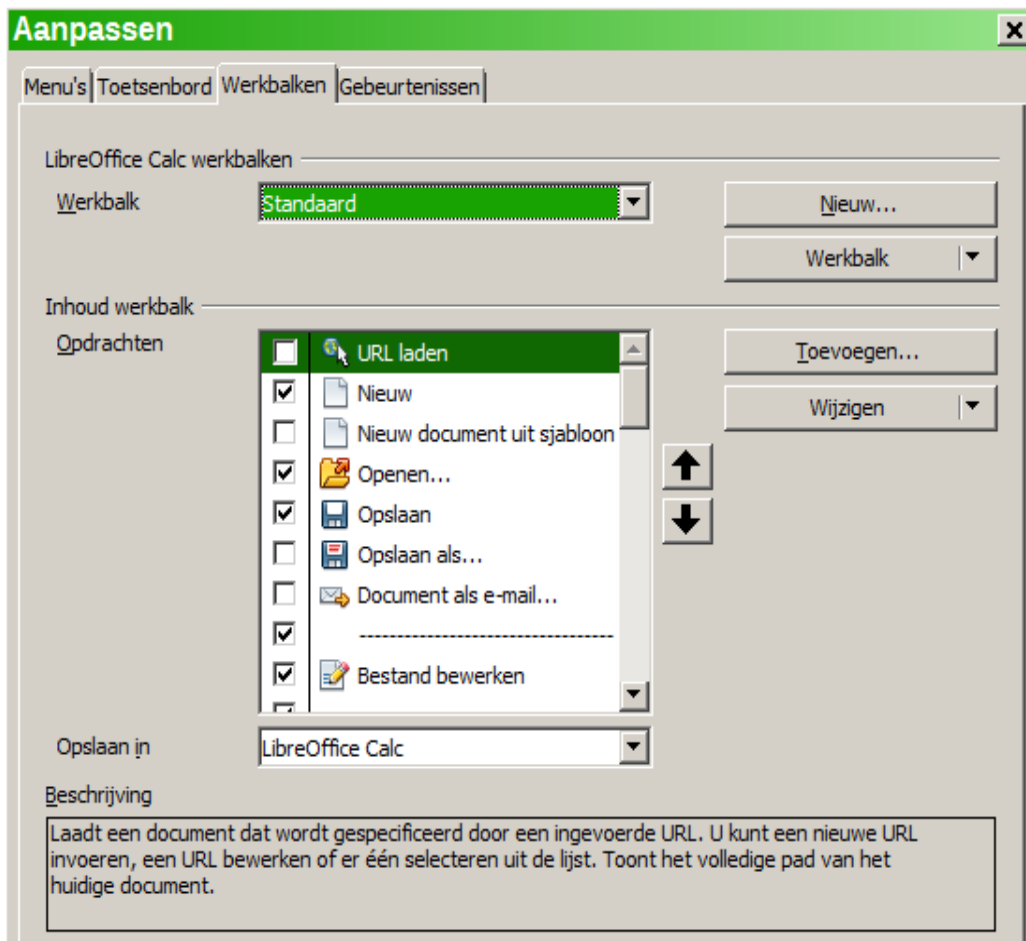 Aanpassen
Menu's Toetsenbord Werkbalken Gebeurtenissen
LibreOffice Calc werkbalken
Werkbalk Standaard Nieuw...
Werkbalk
Inhoud werkbalk
Opdrachten URL laden Toevoegen...
Nieuw
Wijzigen
Nieuw document uit sjabloon
Openen...
Opslaan
Opslaan als...
Document als e-mail...
----------------------------------
Bestand bewerken
Opslaan in LibreOffice Calc
Beschrijving
Laadt een document dat wordt gespecificeerd door een ingevoerde URL. U kunt een nieuwe URL
invoeren, een URL bewerken of er één selecteren uit de lijst. Toont het volledige pad van het
huidige document.